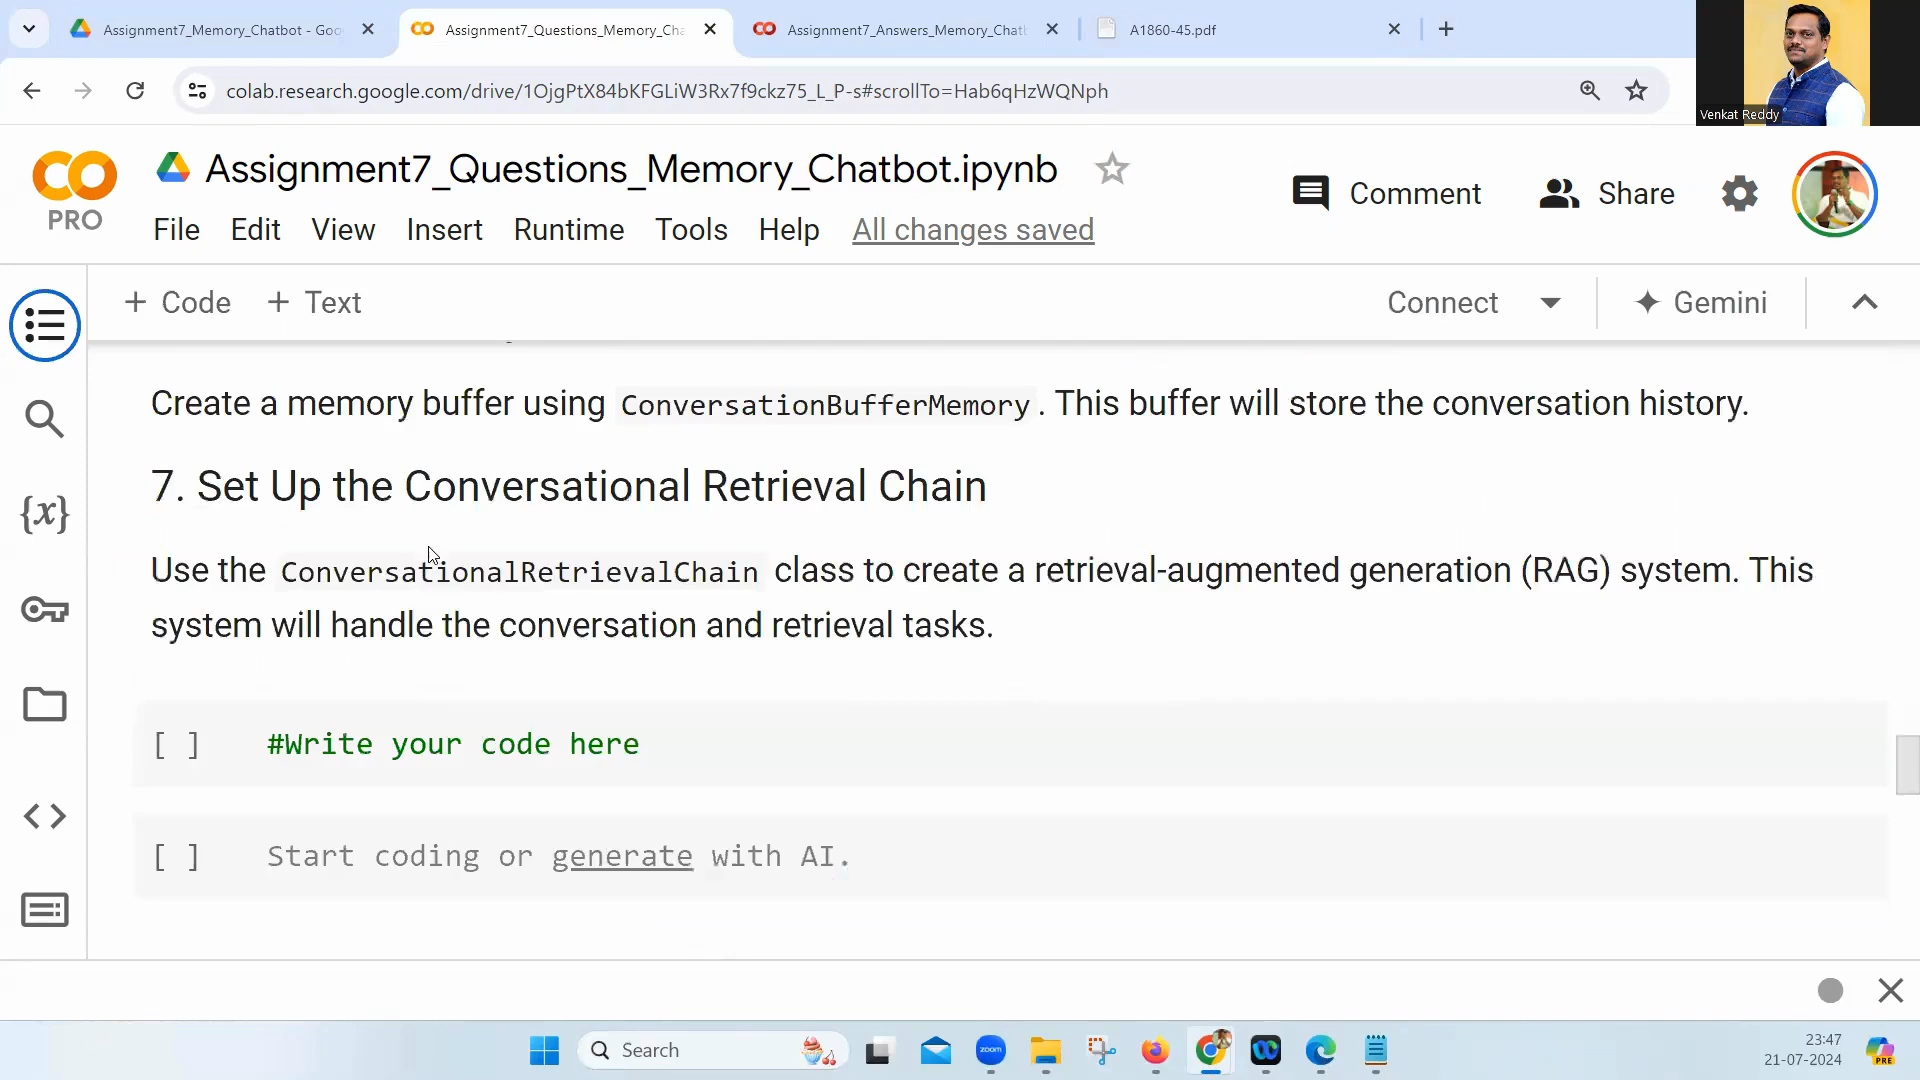 Assignment7_Memory_Chatbot - Goo
Assignment7_Questions_Memory_Cha
Assignment7_Answers_Memory_Chatb
A1860-45.pdf
colab.research.google.com/drive/1OjgPtX84bKFGLiW3Rx7f9ckz75_L_P-s#scrollTo=Hab6qHzWQNph
Venkat Reddy
PRO
Assignment7_Questions_Memory_Chatbot.ipynb
File Edit View Insert Runtime Tools Help All changes saved
Comment Share
+ Code + Text
Connect Gemini
Create a memory buffer using ConversationBufferMemory. This buffer will store the conversation history.
7. Set Up the Conversational Retrieval Chain
Use the ConversationalRetrievalChain class to create a retrieval-augmented generation (RAG) system. This
system will handle the conversation and retrieval tasks.
{x}
[ ] #Write your code here
[ ] Start coding or generate with AI.
Search
zoom
23:47
21-07-2024
PRE